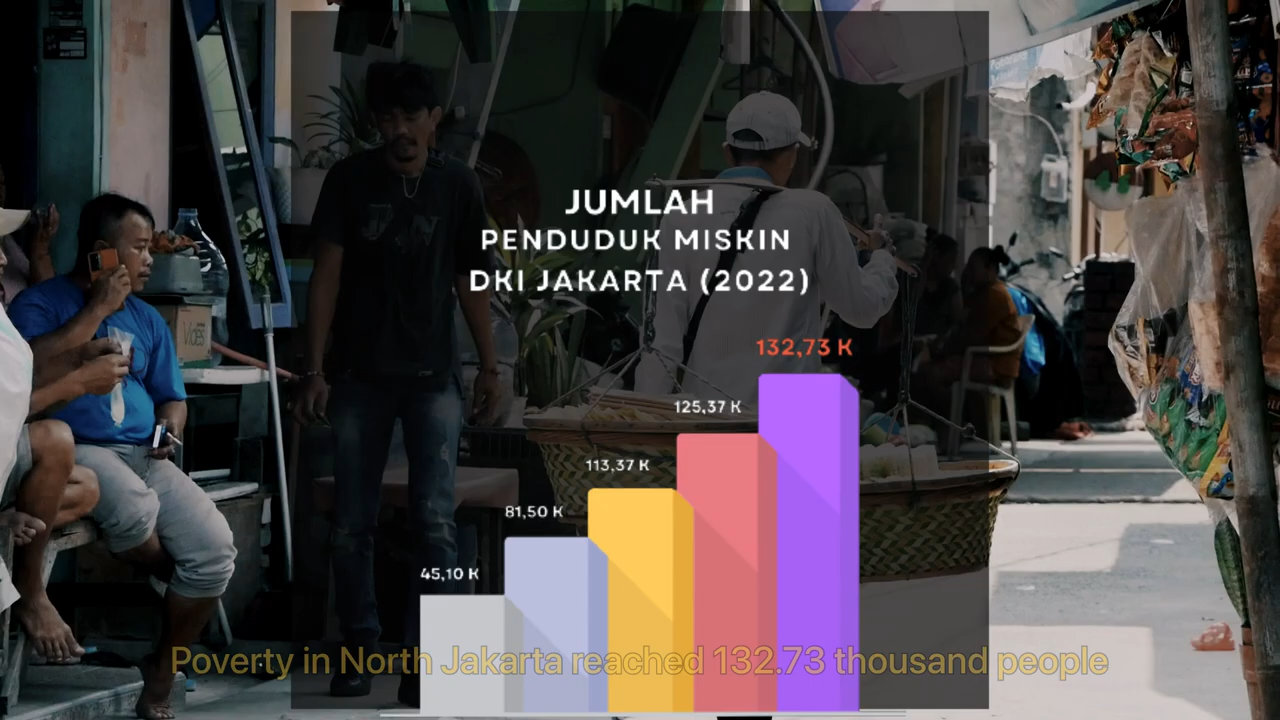 JUMLAH
PENDUDUK MISKIN
DKI JAKARTA (2022)
132,73 K
125,37 K
113,37 K
81,50 K
45,10 K
Poverty in North Jakarta reached 132.73 thousand people